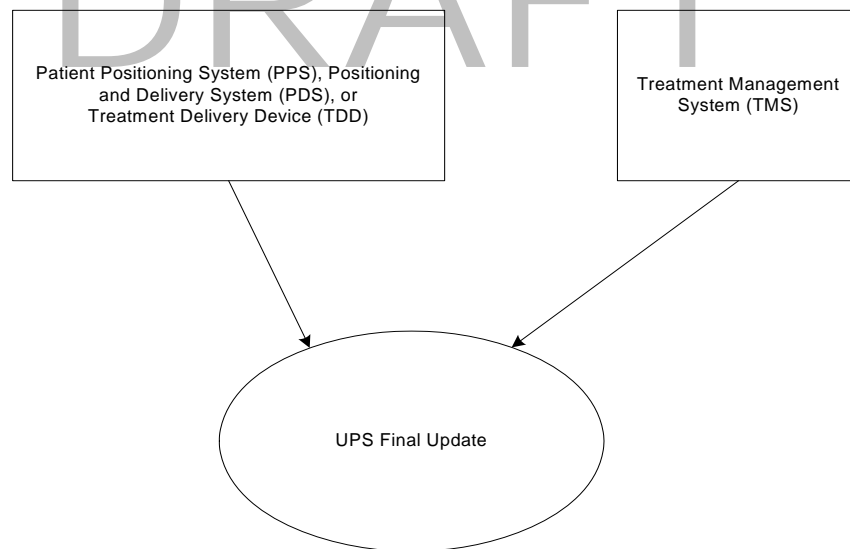 DRAFT
Patient Positioning System (PPS), Positioning
and Delivery System (PDS), or
Treatment Delivery Device (TDD)
Treatment Management
System (TMS)
UPS Final Update